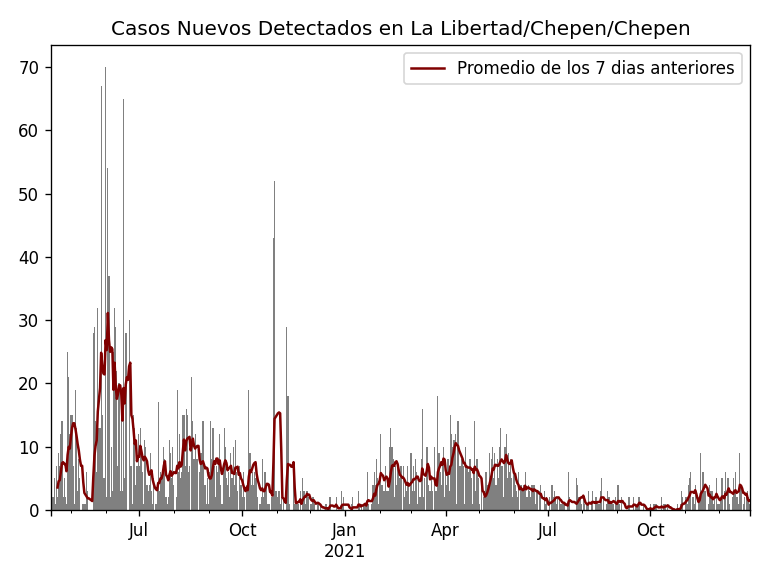 Casos Nuevos Detectados en La Libertad/Chepen/Chepen
Promedio de los 7 dias anteriores
70
60
50
40
30
20
10
0
Jul
Oct
Jan
2021
Apr
Jul
Oct